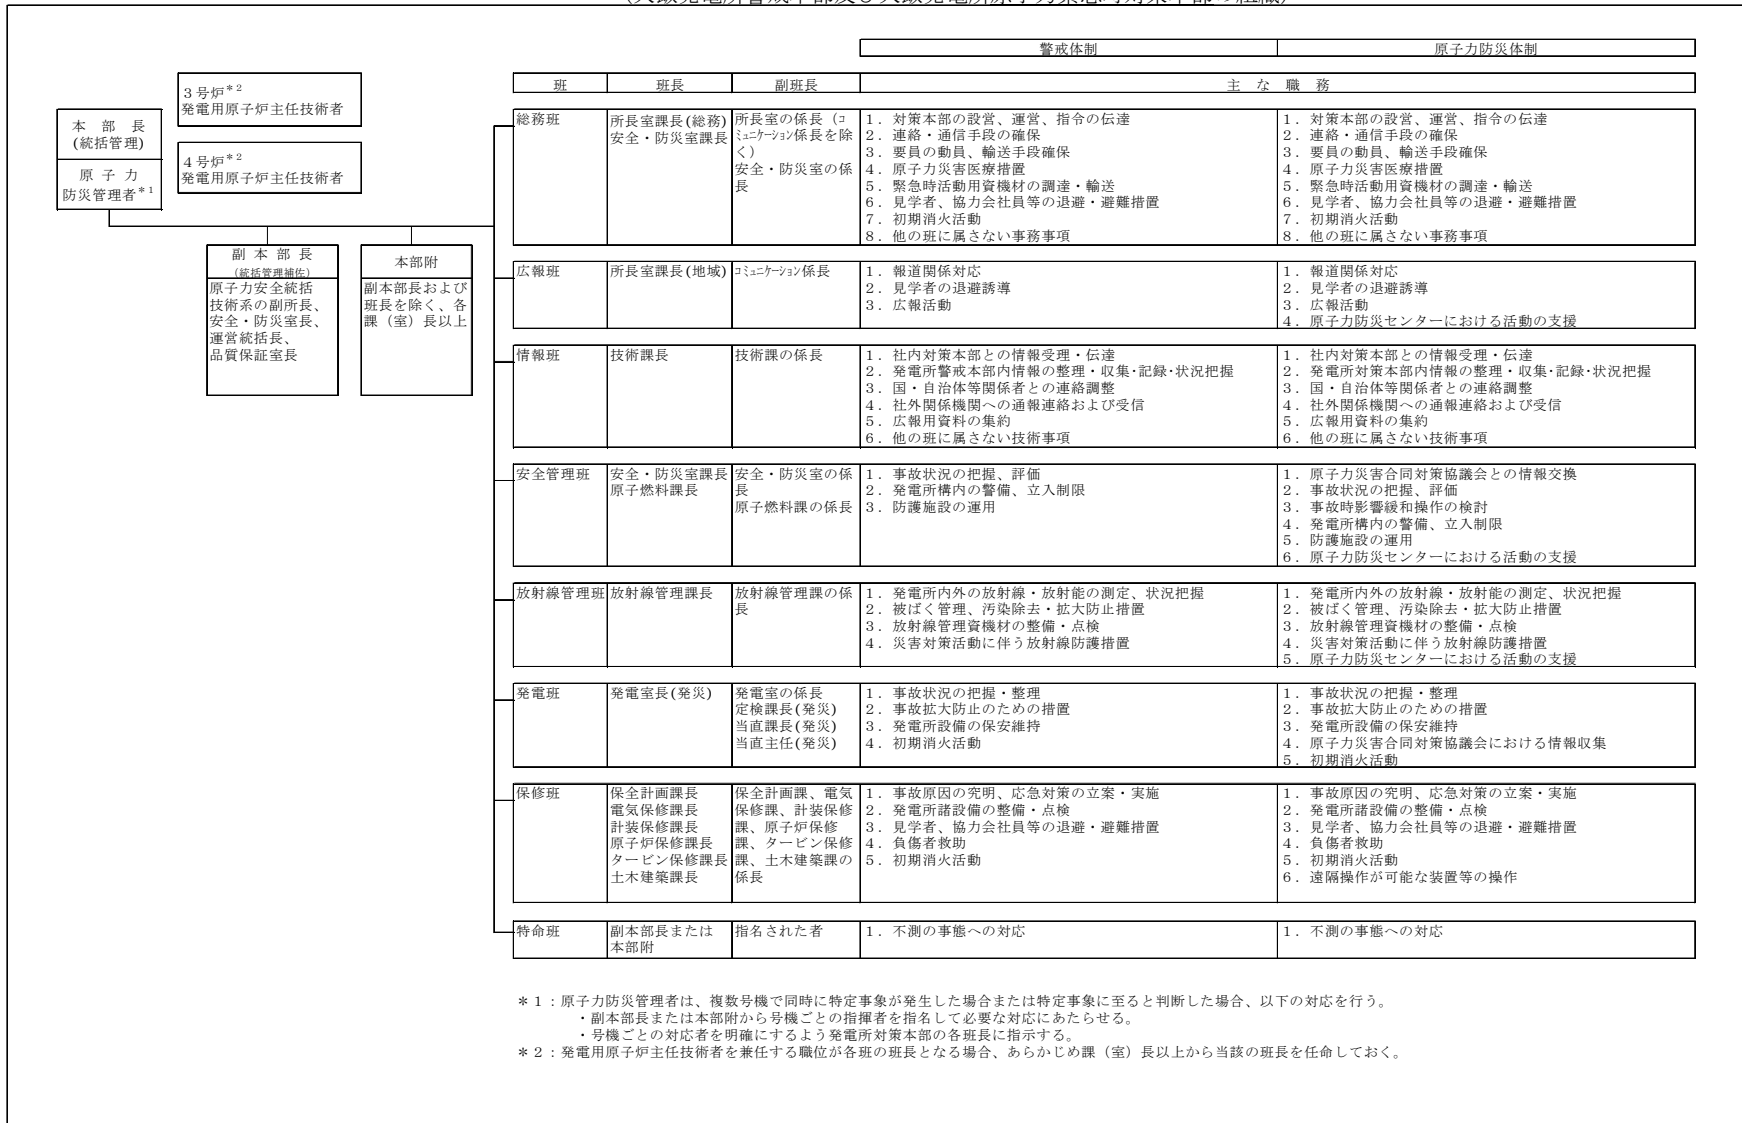 警戒体制 原子力防災体制
班 班長 副班長 主 な 職 務
3号炉＊2
発電用原子炉主任技術者
4号炉＊2
発電用原子炉主任技術者
本 部 長
(統括管理)
原 子 力
防災管理者＊1
副 本 部 長
(統括管理補佐)
原子力安全統括
技術系の副所長、
安全・防災室長、
運営統括長、
品質保証室長
本部附
副本部長および
班長を除く、各
課（室）長以上
総務班
所長室課長(総務)
安全・防災室課長
所長室の係長（コ
ミュニケーション係長を除
く）
安全・防災室の係
長
1．対策本部の設営、運営、指令の伝達
2．連絡・通信手段の確保
3．要員の動員、輸送手段確保
4．原子力災害医療措置
5．緊急時活動用資機材の調達・輸送
6．見学者、協力会社員等の退避・避難措置
7．初期消火活動
8．他の班に属さない事務事項
1．対策本部の設営、運営、指令の伝達
2．連絡・通信手段の確保
3．要員の動員、輸送手段確保
4．原子力災害医療措置
5．緊急時活動用資機材の調達・輸送
6．見学者、協力会社員等の退避・避難措置
7．初期消火活動
8．他の班に属さない事務事項
広報班
所長室課長(地域)
コミュニケーション係長
1．報道関係対応
2．見学者の退避誘導
3．広報活動
1．報道関係対応
2．見学者の退避誘導
3．広報活動
4．原子力防災センターにおける活動の支援
情報班
技術課長
技術課の係長
1．社内対策本部との情報受理・伝達
2．発電所警戒本部内情報の整理・収集･記録･状況把握
3．国・自治体等関係者との連絡調整
4．社外関係機関への通報連絡および受信
5．広報用資料の集約
6．他の班に属さない技術事項
1．社内対策本部との情報受理・伝達
2．発電所対策本部内情報の整理・収集･記録･状況把握
3．国・自治体等関係者との連絡調整
4．社外関係機関への通報連絡および受信
5．広報用資料の集約
6．他の班に属さない技術事項
安全管理班
安全・防災室課長
原子燃料課長
安全・防災室の係
長
原子燃料課の係長
1．事故状況の把握、評価
2．発電所構内の警備、立入制限
3．防護施設の運用
1．原子力災害合同対策協議会との情報交換
2．事故状況の把握、評価
3．事故時影響緩和操作の検討
4．発電所構内の警備、立入制限
5．防護施設の運用
6．原子力防災センターにおける活動の支援
放射線管理班
放射線管理課長
放射線管理課の係
長
1．発電所内外の放射線・放射能の測定、状況把握
2．被ばく管理、汚染除去・拡大防止措置
3．放射線管理資機材の整備・点検
4．災害対策活動に伴う放射線防護措置
1．発電所内外の放射線・放射能の測定、状況把握
2．被ばく管理、汚染除去・拡大防止措置
3．放射線管理資機材の整備・点検
4．災害対策活動に伴う放射線防護措置
5．原子力防災センターにおける活動の支援
発電班
発電室長(発災)
発電室の係長
定検課長(発災)
当直課長(発災)
当直主任(発災)
1．事故状況の把握・整理
2．事故拡大防止のための措置
3．発電所設備の保安維持
4．初期消火活動
1．事故状況の把握・整理
2．事故拡大防止のための措置
3．発電所設備の保安維持
4．原子力災害合同対策協議会における情報収集
5．初期消火活動
保修班
保全計画課長
電気保修課長
計装保修課長
原子炉保修課長
タービン保修課長
土木建築課長
保全計画課、電気
保修課、計装保修
課、原子炉保修
課、タービン保修
課、土木建築課の
係長
1．事故原因の究明、応急対策の立案・実施
2．発電所諸設備の整備・点検
3．見学者、協力会社員等の退避・避難措置
4．負傷者救助
5．初期消火活動
1．事故原因の究明、応急対策の立案・実施
2．発電所諸設備の整備・点検
3．見学者、協力会社員等の退避・避難措置
4．負傷者救助
5．初期消火活動
6．遠隔操作が可能な装置等の操作
特命班
副本部長または
本部附
指名された者
1．不測の事態への対応
1．不測の事態への対応
＊1：原子力防災管理者は、複数号機で同時に特定事象が発生した場合または特定事象に至ると判断した場合、以下の対応を行う。
・副本部長または本部附から号機ごとの指揮者を指名して必要な対応にあたらせる。
・号機ごとの対応者を明確にするよう発電所対策本部の各班長に指示する。
＊2：発電用原子炉主任技術者を兼任する職位が各班の班長となる場合、あらかじめ課（室）長以上から当該の班長を任命しておく。